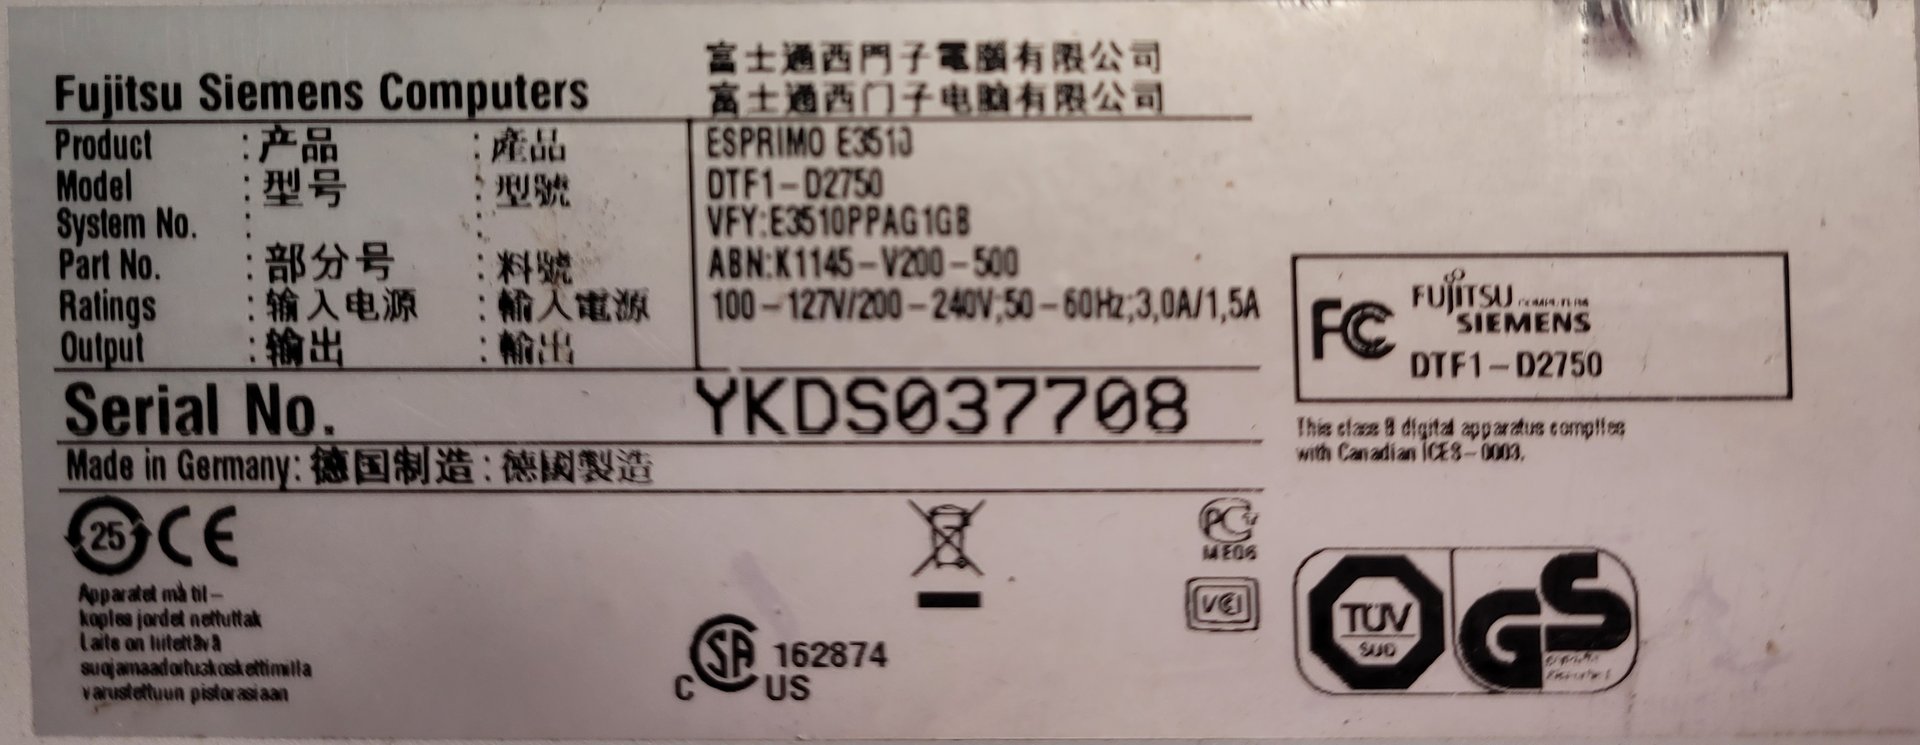 Fujitsu Siemens Computers
富士通西門子電腦有限公司
富士通西门子电脑有限公司
Product : 产品 : 產品 ESPRIMO E3510
Model : 型号 : 型號 DTF1-D2750
System No. : : VFY:E3510PPAG1GB
Part No. : 部分号 : 料號 ABN:K1145-V200-500
Ratings : 输入电源 : 輸入電源 100-127V/200-240V;50-60Hz;3,0A/1,5A
Output : 输出 : 輸出
Serial No. YKDS037708
Made in Germany: 德国制造 : 德國製造
FC FUJITSU COMPUTERS
SIEMENS
DTF1-D2750
This class B digital apparatus complies
with Canadian ICES-0003.
25 CE
Apparatet må til-
koples jordet nettuttak
Laite on liitettävä
suojamaadoituskoskettimilla
varustettuun pistorasiaan
SA 162874
C US
PG
ME06
VCI
TÜV
SÜD
GS